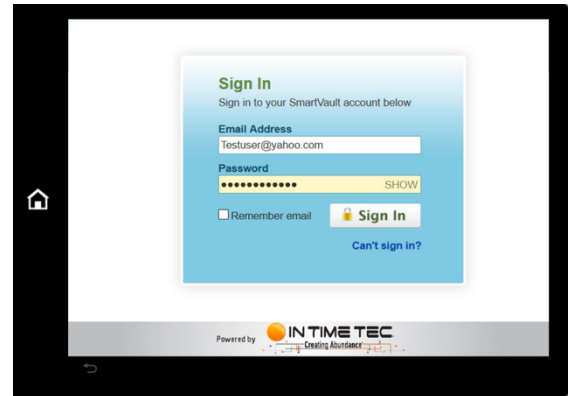 Sign In
Sign in to your SmartVault account below
Email Address
Testuser@yahoo.com
Password
●●●●●●●●●●●● SHOW
Remember email Sign In
Can't sign in?
Powered by IN TIME TEC
Creating Abundance